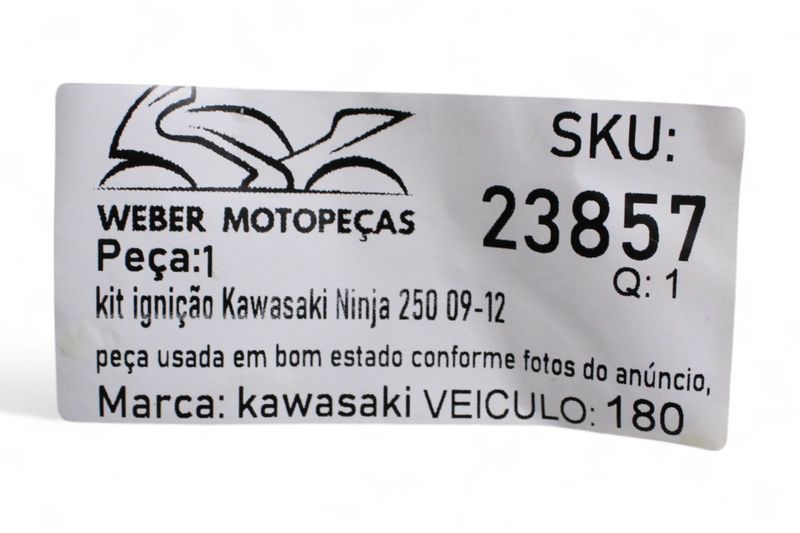 WEBER MOTOPEÇAS
SKU:
23857
Q: 1
Peça:1
kit ignição Kawasaki Ninja 250 09-12
peça usada em bom estado conforme fotos do anúncio,
Marca: kawasaki VEICULO: 180